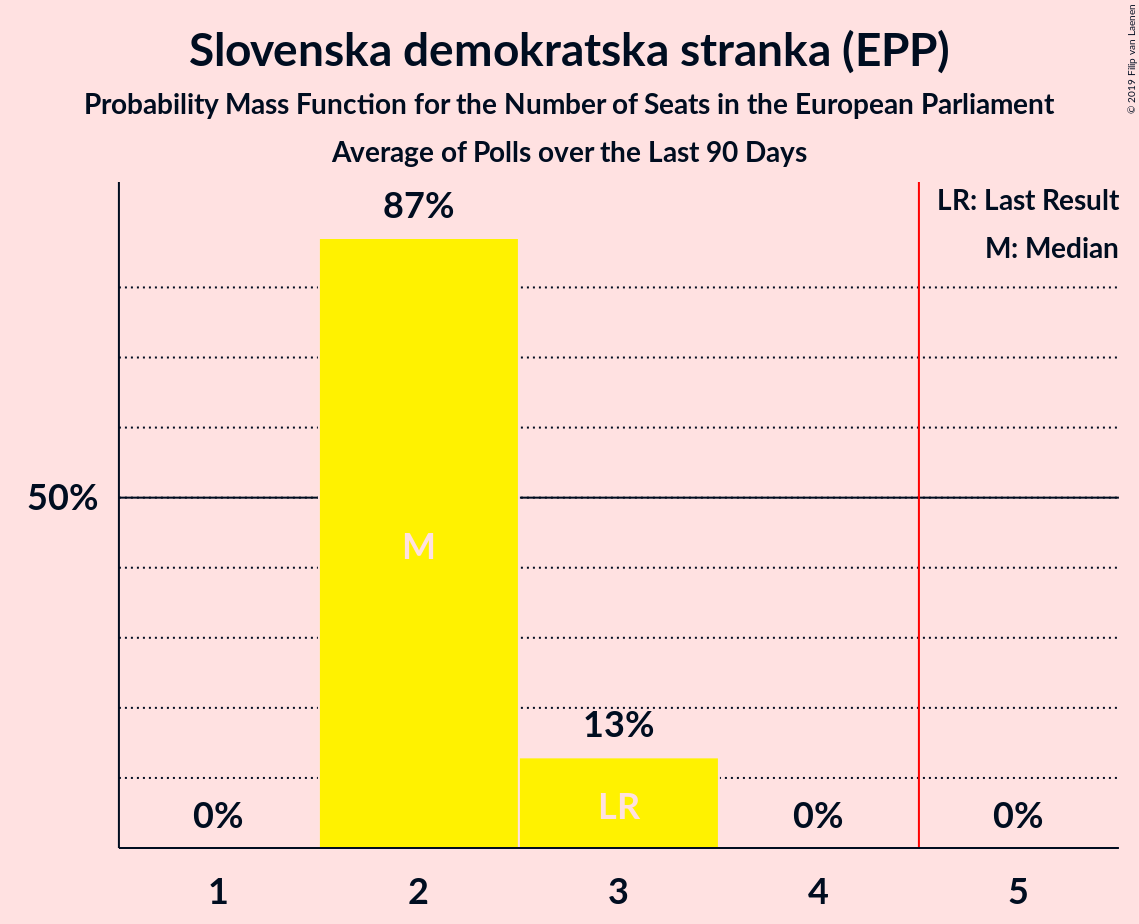 Slovenska demokratska stranka (EPP)
Probability Mass Function for the Number of Seats in the European Parliament
Average of Polls over the Last 90 Days
© 2019 Filip van Laenen
LR: Last Result
M: Median
87%
50%
M
13%
LR
0%
0%
0%
1
2
3
4
5